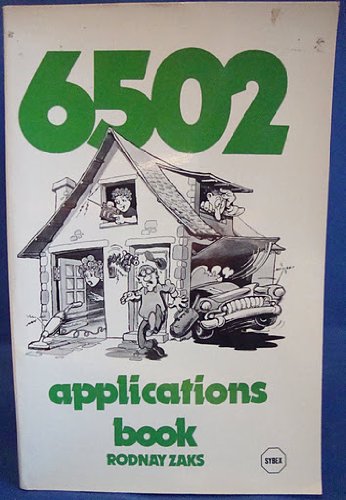 6502
applications
book
RODNAY ZAKS
SYBEX